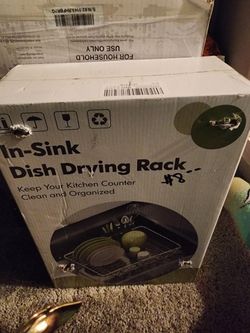 FOR HOUSEHOLD
USE ONLY
In-Sink
Dish Drying Rack
$8
Keep Your Kitchen Counter
Clean and Organized